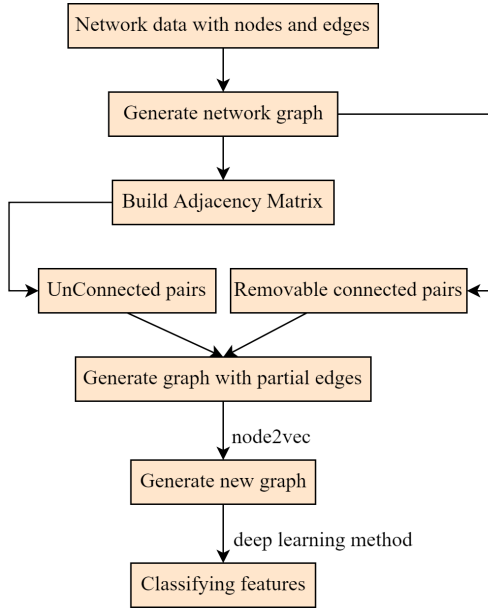 Network data with nodes and edges
Generate network graph
Build Adjacency Matrix
UnConnected pairs
Removable connected pairs
Generate graph with partial edges
node2vec
Generate new graph
deep learning method
Classifying features